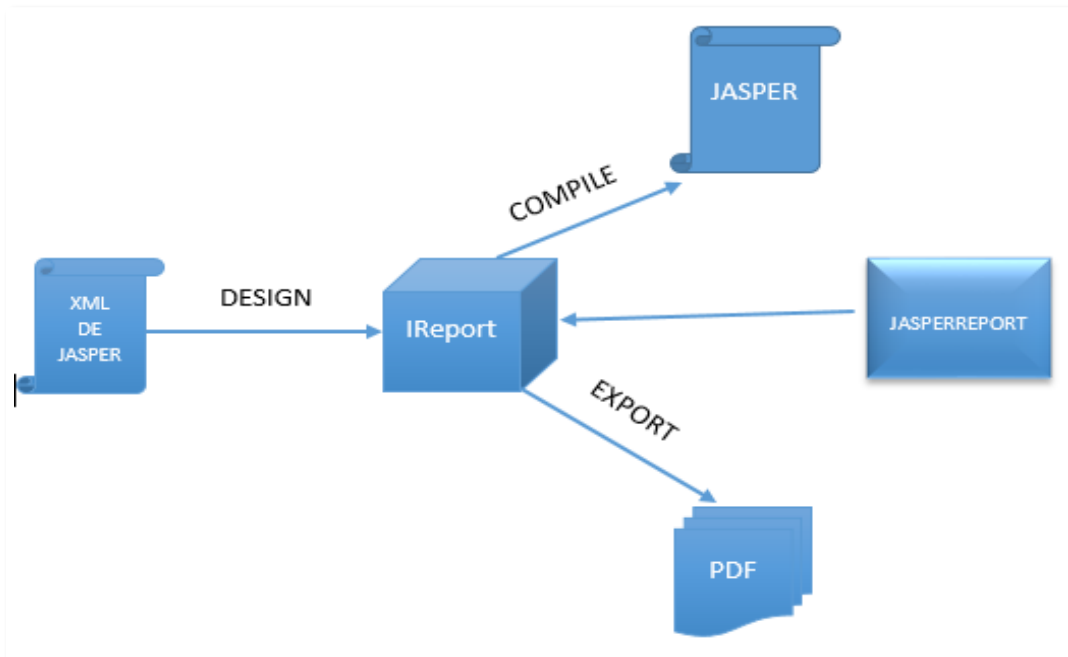 JASPER
COMPILE
XML
DE
JASPER
DESIGN
IReport
JASPERREPORT
EXPORT
PDF